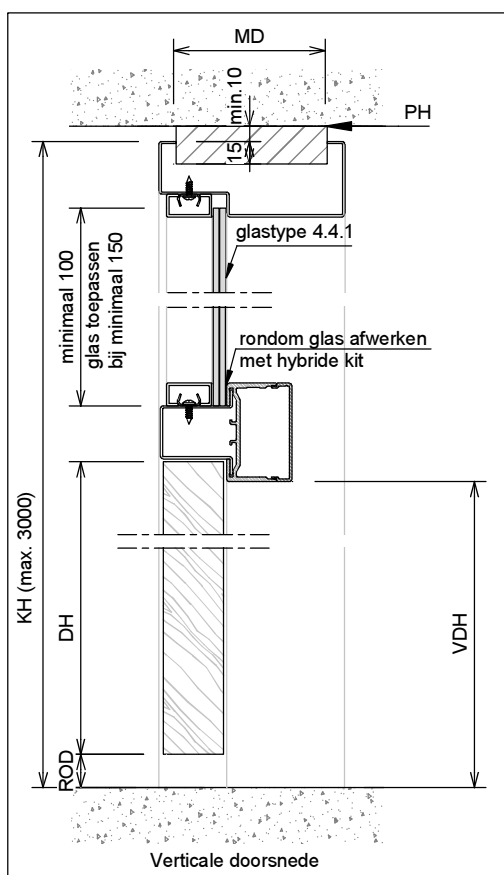 MD
min.10
15
PH
glastype 4.4.1
minimaal 100
glas toepassen
bij minimaal 150
rondom glas afwerken
met hybride kit
KH (max. 3000)
DH
VDH
ROD
Verticale doorsnede